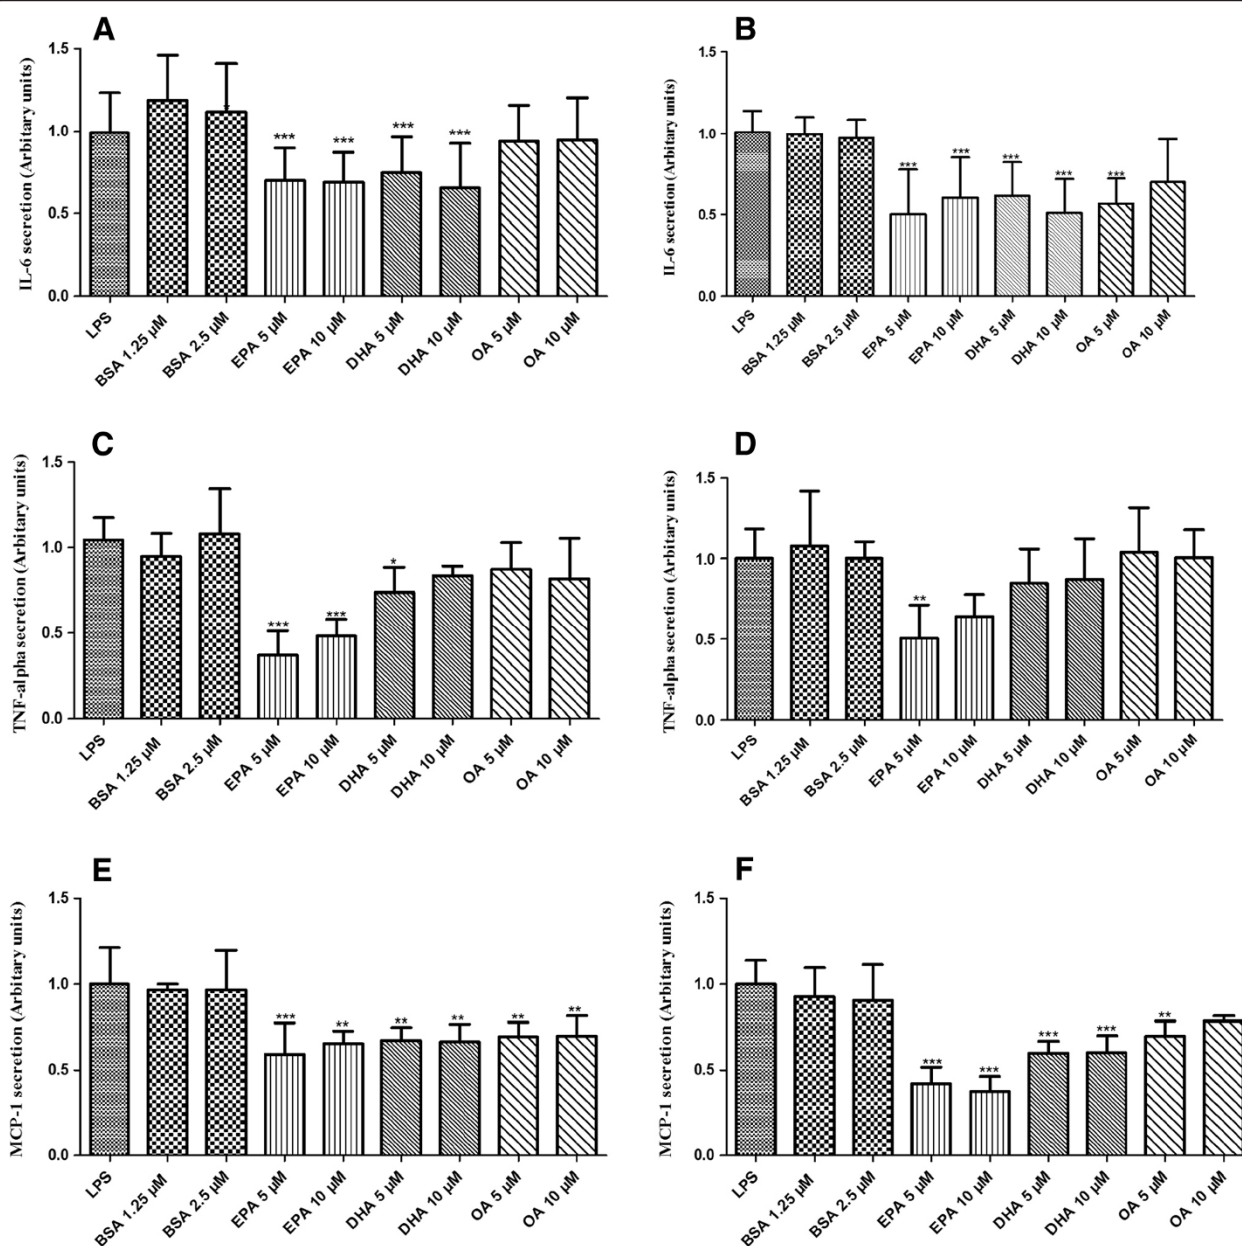 A
IL-6 secretion (Arbitary units)
1.5
1.0
0.5
0.0
*** *** *** ***
LPS
BSA 1.25 µM
BSA 2.5 µM
EPA 5 µM
EPA 10 µM
DHA 5 µM
DHA 10 µM
OA 5 µM
OA 10 µM
B
IL-6 secretion (Arbitary units)
1.5
1.0
0.5
0.0
*** *** *** *** ***
LPS
BSA 1.25 µM
BSA 2.5 µM
EPA 5 µM
EPA 10 µM
DHA 5 µM
DHA 10 µM
OA 5 µM
OA 10 µM
C
TNF-alpha secretion (Arbitary units)
1.5
1.0
0.5
0.0
*** *** *
LPS
BSA 1.25 µM
BSA 2.5 µM
EPA 5 µM
EPA 10 µM
DHA 5 µM
DHA 10 µM
OA 5 µM
OA 10 µM
D
TNF-alpha secretion (Arbitary units)
1.5
1.0
0.5
0.0
**
LPS
BSA 1.25 µM
BSA 2.5 µM
EPA 5 µM
EPA 10 µM
DHA 5 µM
DHA 10 µM
OA 5 µM
OA 10 µM
E
MCP-1 secretion (Arbitary units)
1.5
1.0
0.5
0.0
*** ** ** ** ** **
LPS
BSA 1.25 µM
BSA 2.5 µM
EPA 5 µM
EPA 10 µM
DHA 5 µM
DHA 10 µM
OA 5 µM
OA 10 µM
F
MCP-1 secretion (Arbitary units)
1.5
1.0
0.5
0.0
*** *** *** *** **
LPS
BSA 1.25 µM
BSA 2.5 µM
EPA 5 µM
EPA 10 µM
DHA 5 µM
DHA 10 µM
OA 5 µM
OA 10 µM